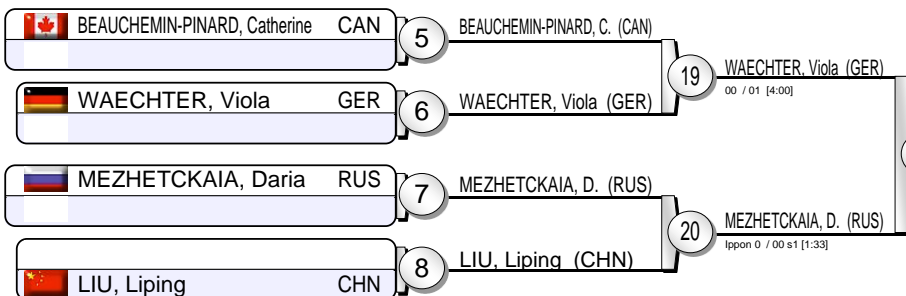 BEAUCHEMIN-PINARD, Catherine CAN
5
BEAUCHEMIN-PINARD, C. (CAN)
19
WAECHTER, Viola (GER)
00 / 01 [4:00]
WAECHTER, Viola GER
6
WAECHTER, Viola (GER)
MEZHETCKAIA, Daria RUS
7
MEZHETCKAIA, D. (RUS)
20
MEZHETCKAIA, D. (RUS)
Ippon 0 / 00 s1 [1:33]
8
LIU, Liping (CHN)
LIU, Liping CHN